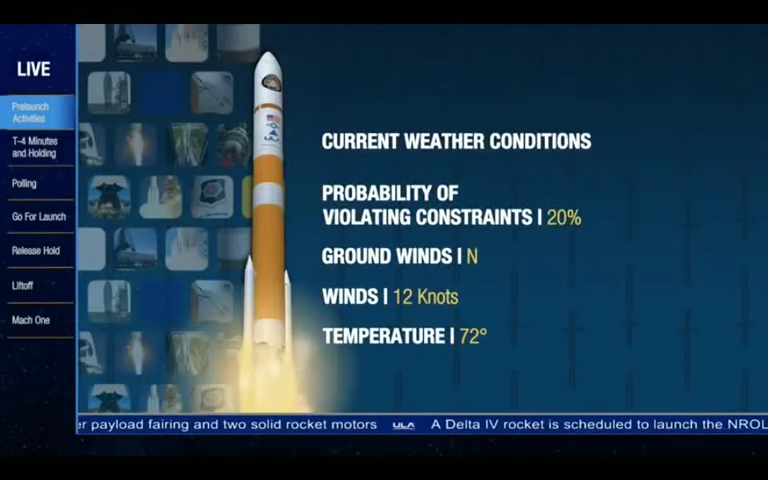 LIVE
Prelaunch
Activities
T-4 Minutes
and Holding
Polling
Go For Launch
Release Hold
Liftoff
Mach One
CURRENT WEATHER CONDITIONS
PROBABILITY OF
VIOLATING CONSTRAINTS | 20%
GROUND WINDS | N
WINDS | 12 Knots
TEMPERATURE | 72°
er payload fairing and two solid rocket motors ULA A Delta IV rocket is scheduled to launch the NROL